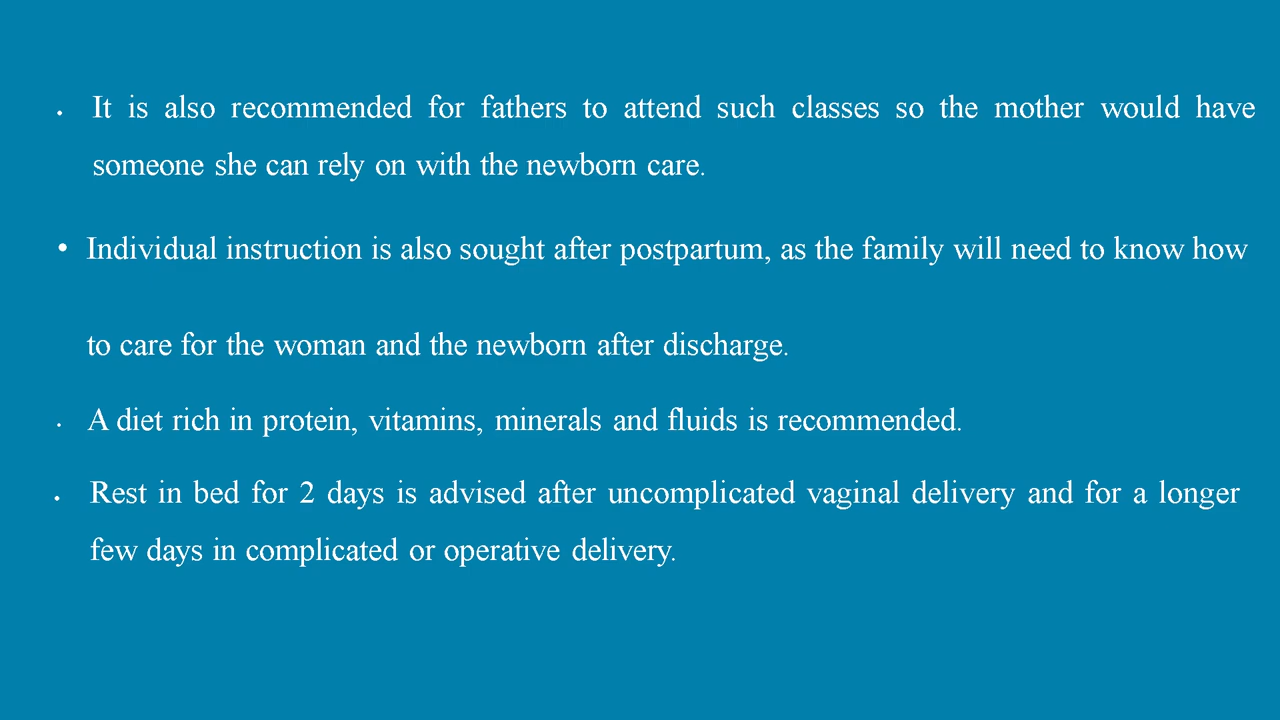 • It is also recommended for fathers to attend such classes so the mother would have
someone she can rely on with the newborn care.
• Individual instruction is also sought after postpartum, as the family will need to know how
to care for the woman and the newborn after discharge.
• A diet rich in protein, vitamins, minerals and fluids is recommended.
• Rest in bed for 2 days is advised after uncomplicated vaginal delivery and for a longer
few days in complicated or operative delivery.